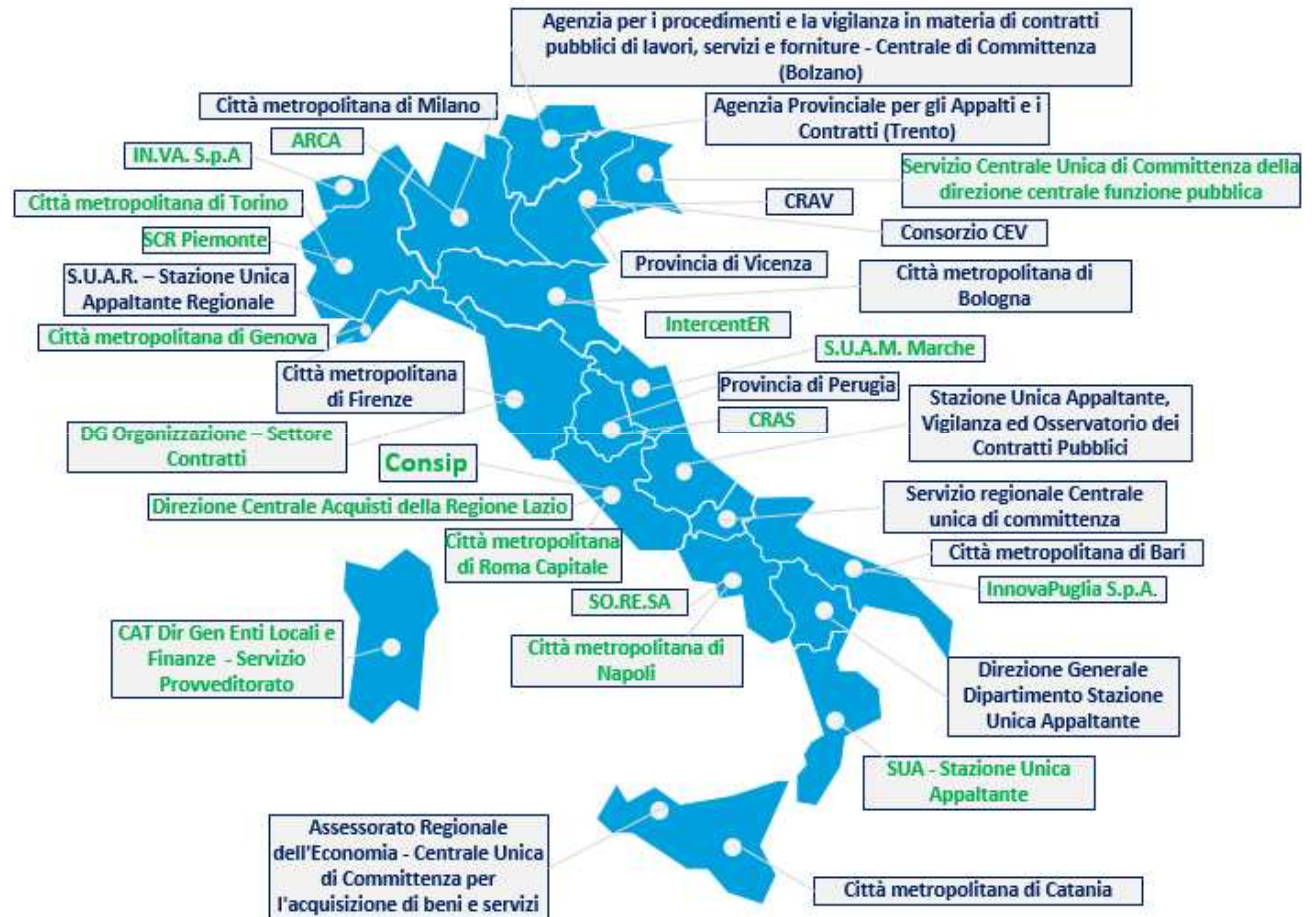 Agenzia per i procedimenti e la vigilanza in materia di contratti
pubblici di lavori, servizi e forniture - Centrale di Committenza
(Bolzano)
Città metropolitana di Milano
Agenzia Provinciale per gli Appalti e i
Contratti (Trento)
ARCA
IN.VA. S.p.A
Servizio Centrale Unica di Committenza della
direzione centrale funzione pubblica
Città metropolitana di Torino
CRAV
SCR Piemonte
Consorzio CEV
S.U.A.R. – Stazione Unica
Appaltante Regionale
Provincia di Vicenza
Città metropolitana di
Bologna
Città metropolitana di Genova
IntercentER
S.U.A.M. Marche
Città metropolitana
di Firenze
Provincia di Perugia
CRAS
Stazione Unica Appaltante,
Vigilanza ed Osservatorio dei
Contratti Pubblici
DG Organizzazione – Settore
Contratti
Consip
Direzione Centrale Acquisti della Regione Lazio
Servizio regionale Centrale
unica di committenza
Città metropolitana
di Roma Capitale
Città metropolitana di Bari
InnovaPuglia S.p.A.
SO.RE.SA
CAT Dir Gen Enti Locali e
Finanze - Servizio
Provveditorato
Città metropolitana di
Napoli
Direzione Generale
Dipartimento Stazione
Unica Appaltante
SUA - Stazione Unica
Appaltante
Assessorato Regionale
dell'Economia - Centrale Unica
di Committenza per
l'acquisizione di beni e servizi
Città metropolitana di Catania